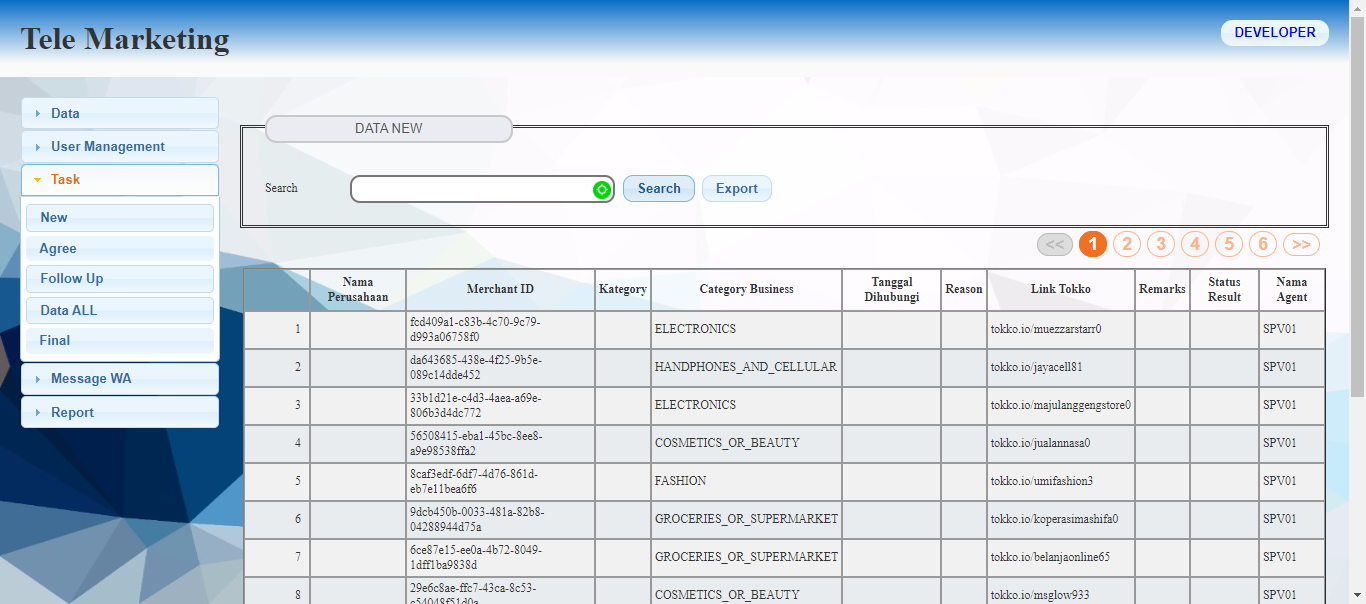 Tele Marketing
DEVELOPER
Data
User Management
Task
New
Agree
Follow Up
Data ALL
Final
Message WA
Report
DATA NEW
Search
Search Export
<< 1 2 3 4 5 6 >>
Nama Perusahaan Merchant ID Kategory Category Business Tanggal Dihubungi Reason Link Tokko Remarks Status Result Nama Agent
1 fcd409a1-c83b-4c70-9c79-d993a06758f0 ELECTRONICS tokko.io/muezzarstarr0 SPV01
2 da643685-438e-4f25-9b5e-089c14dde452 HANDPHONES_AND_CELLULAR tokko.io/jayacell81 SPV01
3 33b1d21e-c4d3-4aea-a69e-806b3d4dc772 ELECTRONICS tokko.io/majulanggengstore0 SPV01
4 56508415-eba1-45bc-8ee8-a9e98538ffa2 COSMETICS_OR_BEAUTY tokko.io/jualannasa0 SPV01
5 8caf3edf-6df7-4d76-861d-eb7e11bea6f6 FASHION tokko.io/umifashion3 SPV01
6 9dcb450b-0033-481a-82b8-04288944d75a GROCERIES_OR_SUPERMARKET tokko.io/koperasimashifa0 SPV01
7 6ce87e15-ee0a-4b72-8049-1dff1ba9838d GROCERIES_OR_SUPERMARKET tokko.io/belanjaonline65 SPV01
8 29e6c8ae-ffc7-43ca-8c53- COSMETICS_OR_BEAUTY tokko.io/msglow933 SPV01